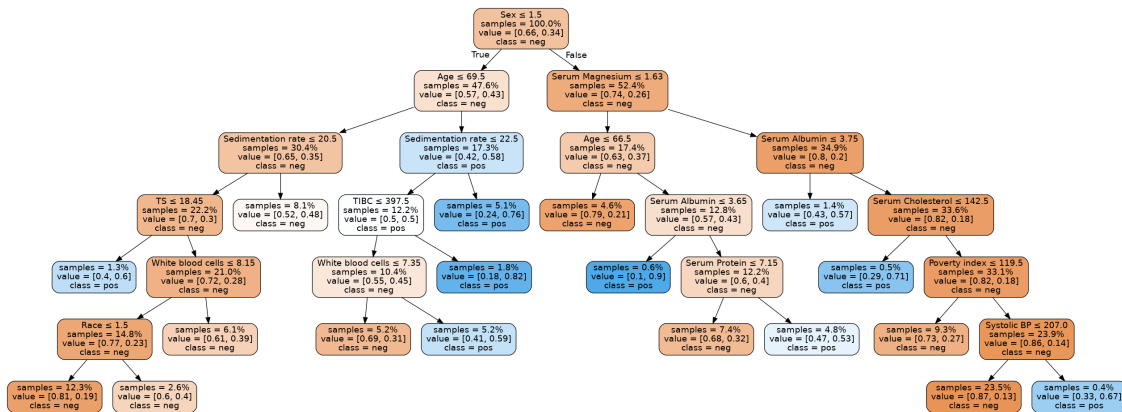 Sex ≤ 1.5
samples = 100.0%
value = [0.66, 0.34]
class = neg
True
False
Age ≤ 69.5
samples = 47.6%
value = [0.57, 0.43]
class = neg
Serum Magnesium ≤ 1.63
samples = 52.4%
value = [0.74, 0.26]
class = neg
Sedimentation rate ≤ 20.5
samples = 30.4%
value = [0.65, 0.35]
class = neg
Sedimentation rate ≤ 22.5
samples = 17.3%
value = [0.42, 0.58]
class = pos
Age ≤ 66.5
samples = 17.4%
value = [0.63, 0.37]
class = neg
Serum Albumin ≤ 3.75
samples = 34.9%
value = [0.8, 0.2]
class = neg
TS ≤ 18.45
samples = 22.2%
value = [0.7, 0.3]
class = neg
samples = 8.1%
value = [0.52, 0.48]
class = neg
TIBC ≤ 397.5
samples = 12.2%
value = [0.5, 0.5]
class = pos
samples = 5.1%
value = [0.24, 0.76]
class = pos
samples = 4.6%
value = [0.79, 0.21]
class = neg
Serum Albumin ≤ 3.65
samples = 12.8%
value = [0.57, 0.43]
class = neg
samples = 1.4%
value = [0.43, 0.57]
class = pos
Serum Cholesterol ≤ 142.5
samples = 33.6%
value = [0.82, 0.18]
class = neg
samples = 1.3%
value = [0.4, 0.6]
class = pos
White blood cells ≤ 8.15
samples = 21.0%
value = [0.72, 0.28]
class = neg
White blood cells ≤ 7.35
samples = 10.4%
value = [0.55, 0.45]
class = neg
samples = 1.8%
value = [0.18, 0.82]
class = pos
samples = 0.6%
value = [0.1, 0.9]
class = pos
Serum Protein ≤ 7.15
samples = 12.2%
value = [0.6, 0.4]
class = neg
samples = 0.5%
value = [0.29, 0.71]
class = pos
Poverty index ≤ 119.5
samples = 33.1%
value = [0.82, 0.18]
class = neg
Race ≤ 1.5
samples = 14.8%
value = [0.77, 0.23]
class = neg
samples = 6.1%
value = [0.61, 0.39]
class = neg
samples = 5.2%
value = [0.69, 0.31]
class = neg
samples = 5.2%
value = [0.41, 0.59]
class = pos
samples = 7.4%
value = [0.68, 0.32]
class = neg
samples = 4.8%
value = [0.47, 0.53]
class = pos
samples = 9.3%
value = [0.73, 0.27]
class = neg
Systolic BP ≤ 207.0
samples = 23.9%
value = [0.86, 0.14]
class = neg
samples = 12.3%
value = [0.81, 0.19]
class = neg
samples = 2.6%
value = [0.6, 0.4]
class = neg
samples = 23.5%
value = [0.87, 0.13]
class = neg
samples = 0.4%
value = [0.33, 0.67]
class = pos